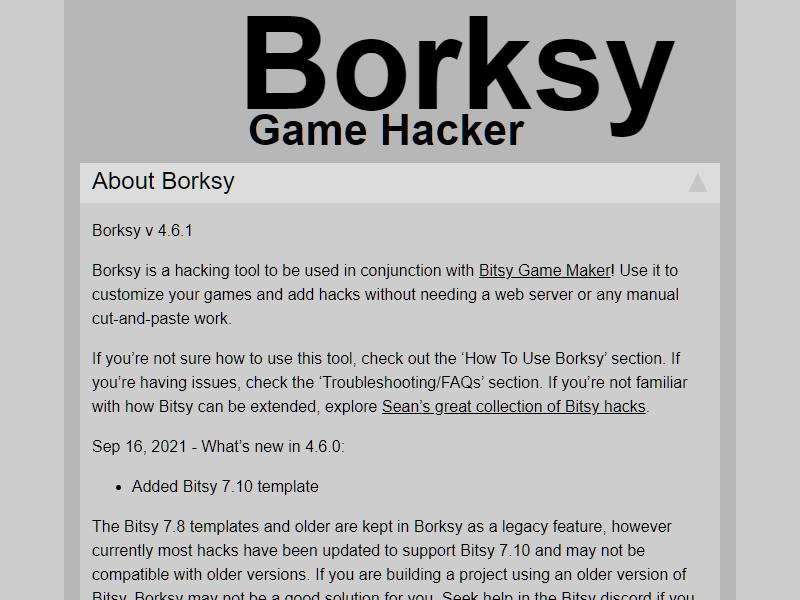 Borksy
Game Hacker
About Borksy
Borksy v 4.6.1
Borksy is a hacking tool to be used in conjunction with Bitsy Game Maker! Use it to
customize your games and add hacks without needing a web server or any manual
cut-and-paste work.
If you’re not sure how to use this tool, check out the ‘How To Use Borksy’ section. If
you’re having issues, check the ‘Troubleshooting/FAQs’ section. If you’re not familiar
with how Bitsy can be extended, explore Sean’s great collection of Bitsy hacks.
Sep 16, 2021 - What’s new in 4.6.0:
• Added Bitsy 7.10 template
The Bitsy 7.8 templates and older are kept in Borksy as a legacy feature, however
currently most hacks have been updated to support Bitsy 7.10 and may not be
compatible with older versions. If you are building a project using an older version of
Bitsy, Borksy may not be a good solution for you. Seek help in the Bitsy discord if you